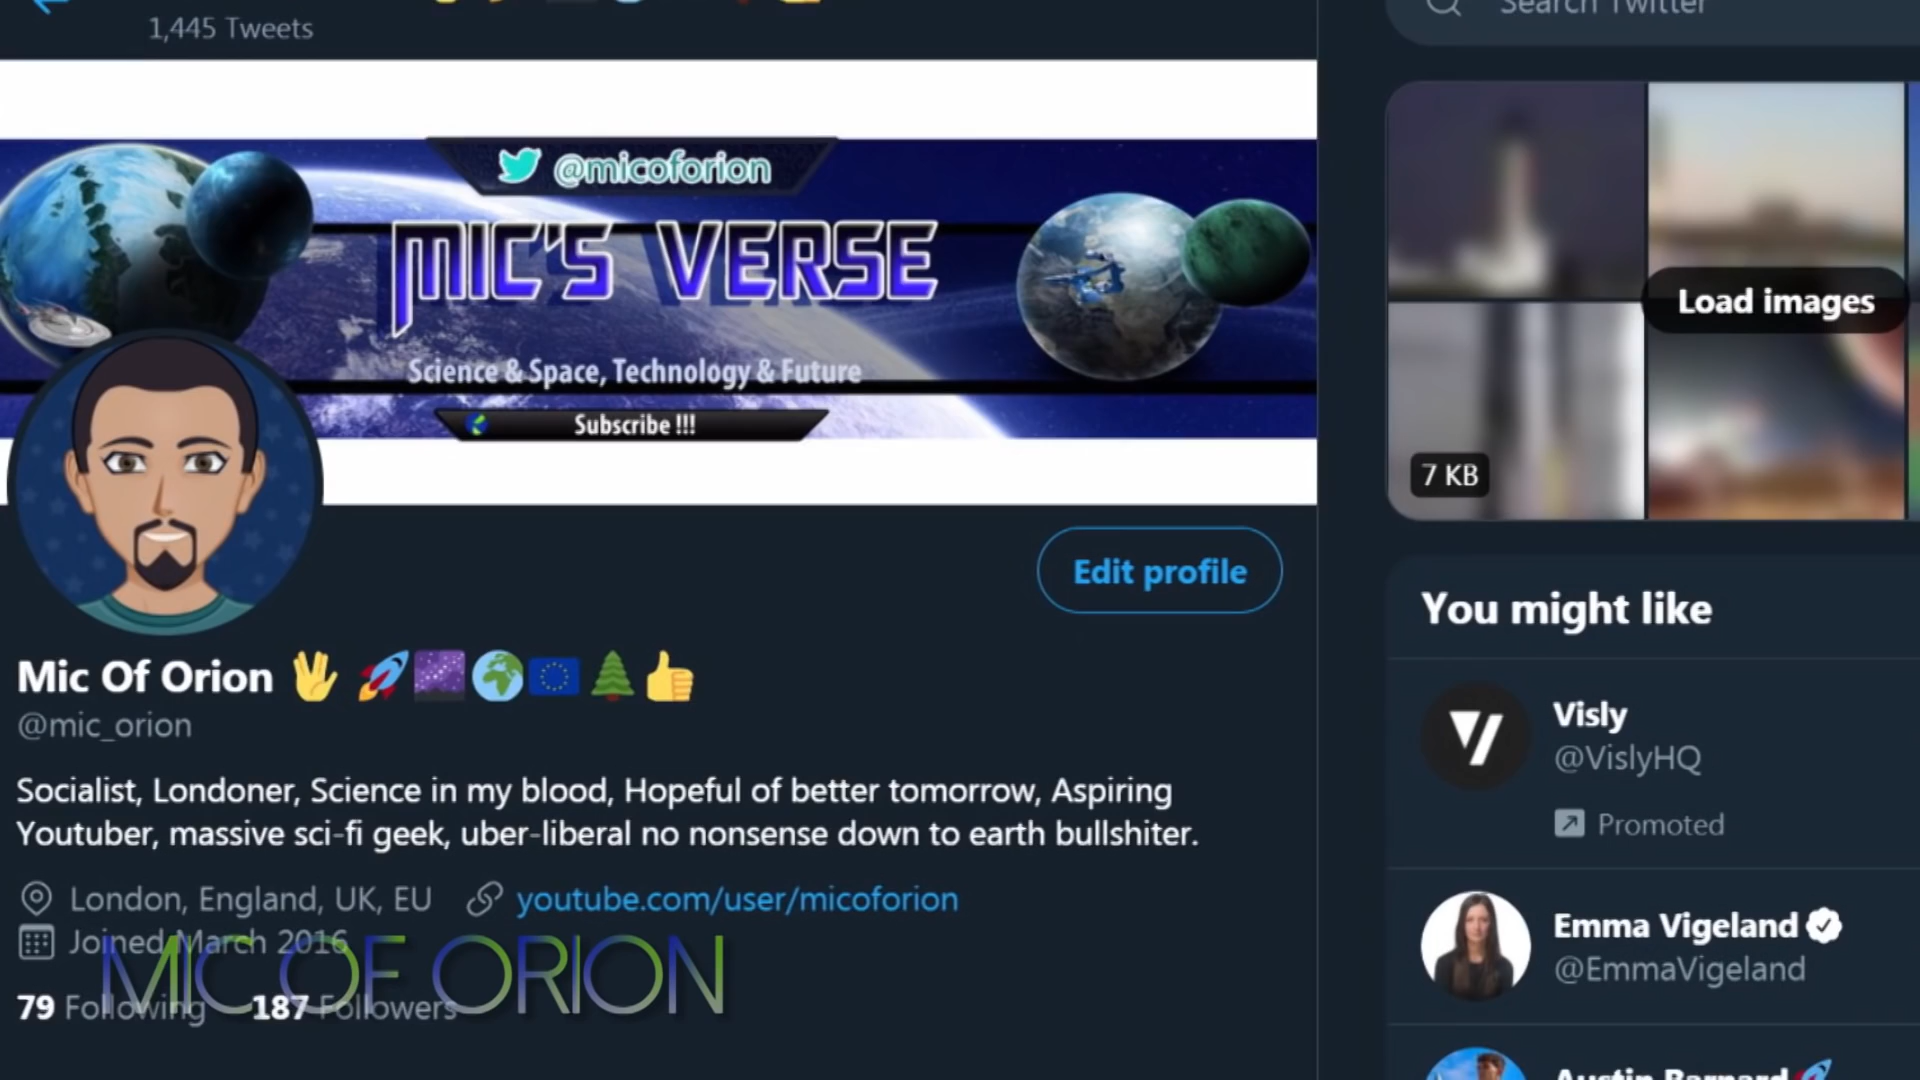 1,445 Tweets
Search Twitter
@micoforion
MIC'S VERSE
Science & Space, Technology & Future
Subscribe !!!
Load images
7 KB
Edit profile
You might like
Mic Of Orion
@mic_orion
Socialist, Londoner, Science in my blood, Hopeful of better tomorrow, Aspiring
Youtuber, massive sci-fi geek, uber-liberal no nonsense down to earth bullshiter.
London, England, UK, EU youtube.com/user/micoforion
Joined March 2016
MIC OF ORION
79 Following 187 Followers
Visly
@VislyHQ
Promoted
Emma Vigeland
@EmmaVigeland
Austin Barnard